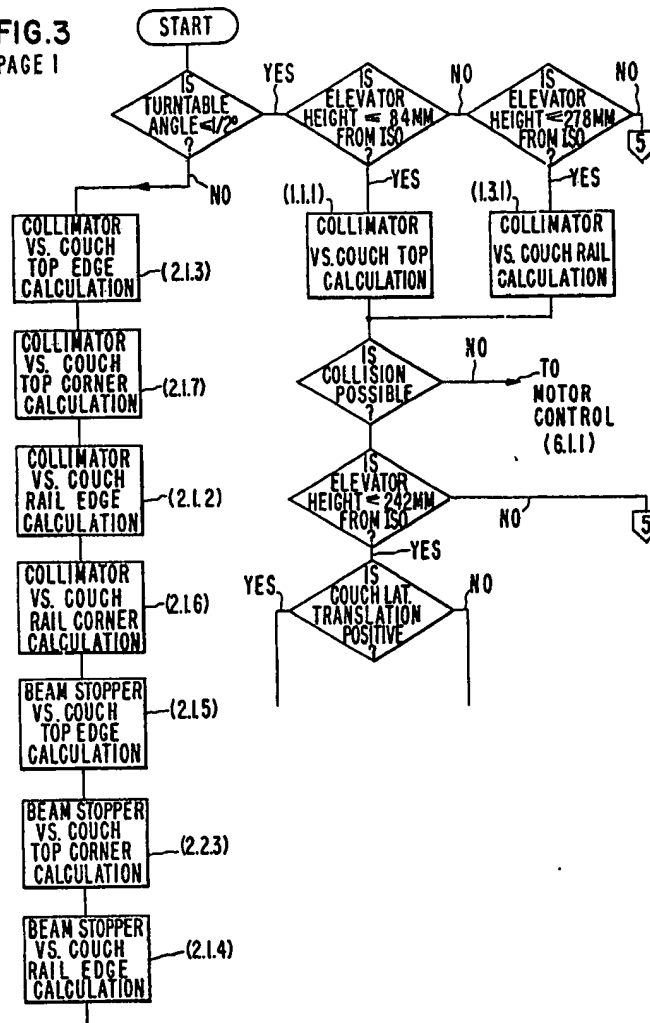 FIG.3
PAGE 1
START
IS
TURNTABLE
ANGLE ≤1/2°
?
YES
NO
IS
ELEVATOR
HEIGHT ≤ 84MM
FROM ISO
?
NO
YES
IS
ELEVATOR
HEIGHT ≤278MM
FROM ISO
?
NO
5
YES
(1.1.1)
COLLIMATOR
VS. COUCH TOP
CALCULATION
(1.3.1)
COLLIMATOR
VS. COUCH RAIL
CALCULATION
IS
COLLISION
POSSIBLE
?
NO
TO
MOTOR
CONTROL
(6.1.1)
IS
ELEVATOR
HEIGHT ≤ 242MM
FROM ISO
?
NO
5
YES
IS
COUCH LAT.
TRANSLATION
POSITIVE
?
YES
NO
COLLIMATOR
VS. COUCH
TOP EDGE
CALCULATION
(2.1.3)
COLLIMATOR
VS. COUCH
TOP CORNER
CALCULATION
(2.1.7)
COLLIMATOR
VS. COUCH
RAIL EDGE
CALCULATION
(2.1.2)
COLLIMATOR
VS. COUCH
RAIL CORNER
CALCULATION
(2.1.6)
BEAM STOPPER
VS. COUCH
TOP EDGE
CALCULATION
(2.1.5)
BEAM STOPPER
VS. COUCH
TOP CORNER
CALCULATION
(2.2.3)
BEAM STOPPER
VS. COUCH
RAIL EDGE
CALCULATION
(2.1.4)